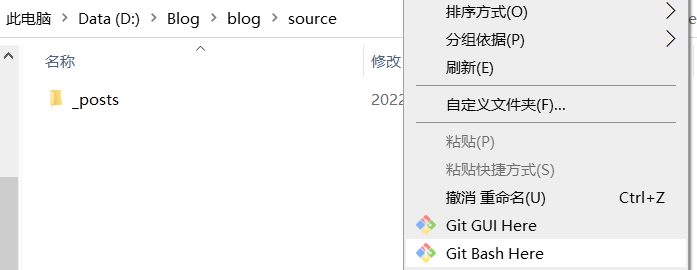 此电脑 > Data (D:) > Blog > blog > source
名称
修改
_posts
2022
排序方式(O)
分组依据(P)
刷新(E)
自定义文件夹(F)...
粘贴(P)
粘贴快捷方式(S)
撤消 重命名(U) Ctrl+Z
Git GUI Here
Git Bash Here